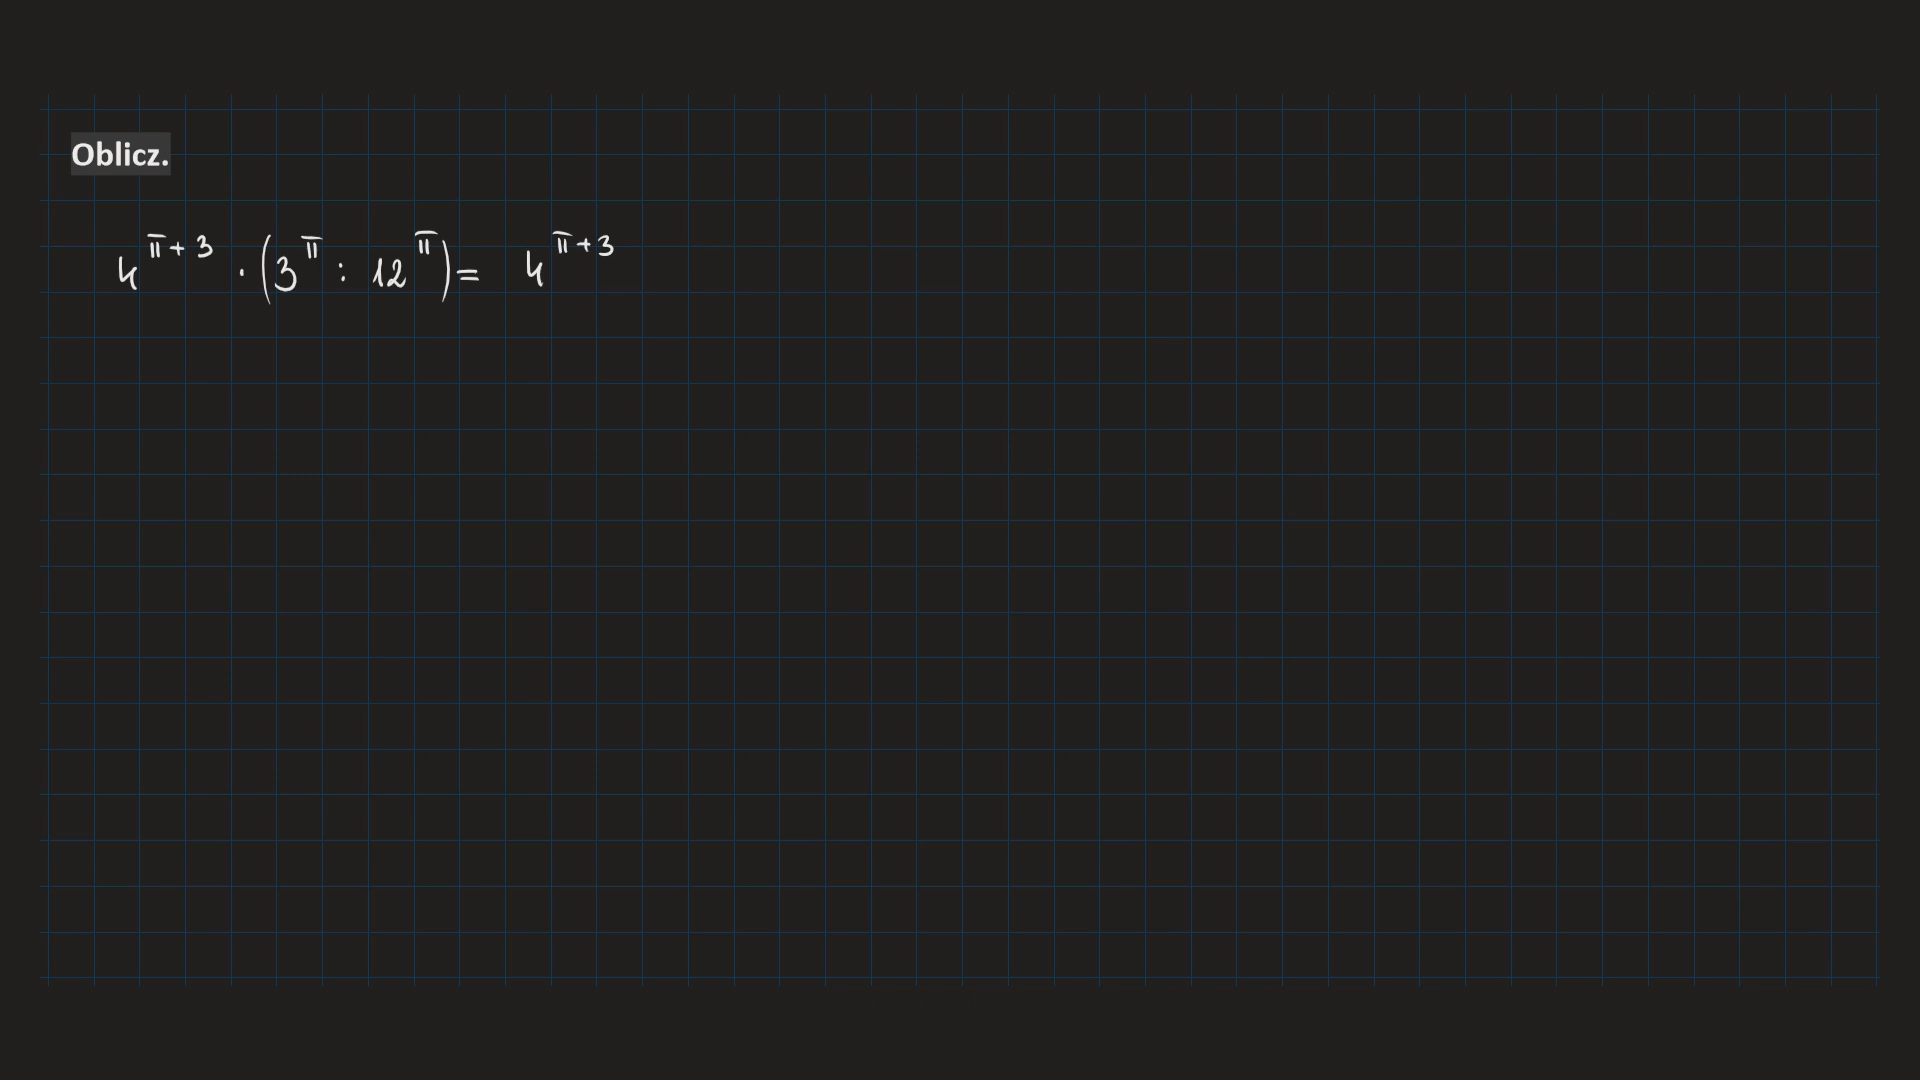 Oblicz.
4^{π+3} · (3^π : 12^π) = 4^{π+3}